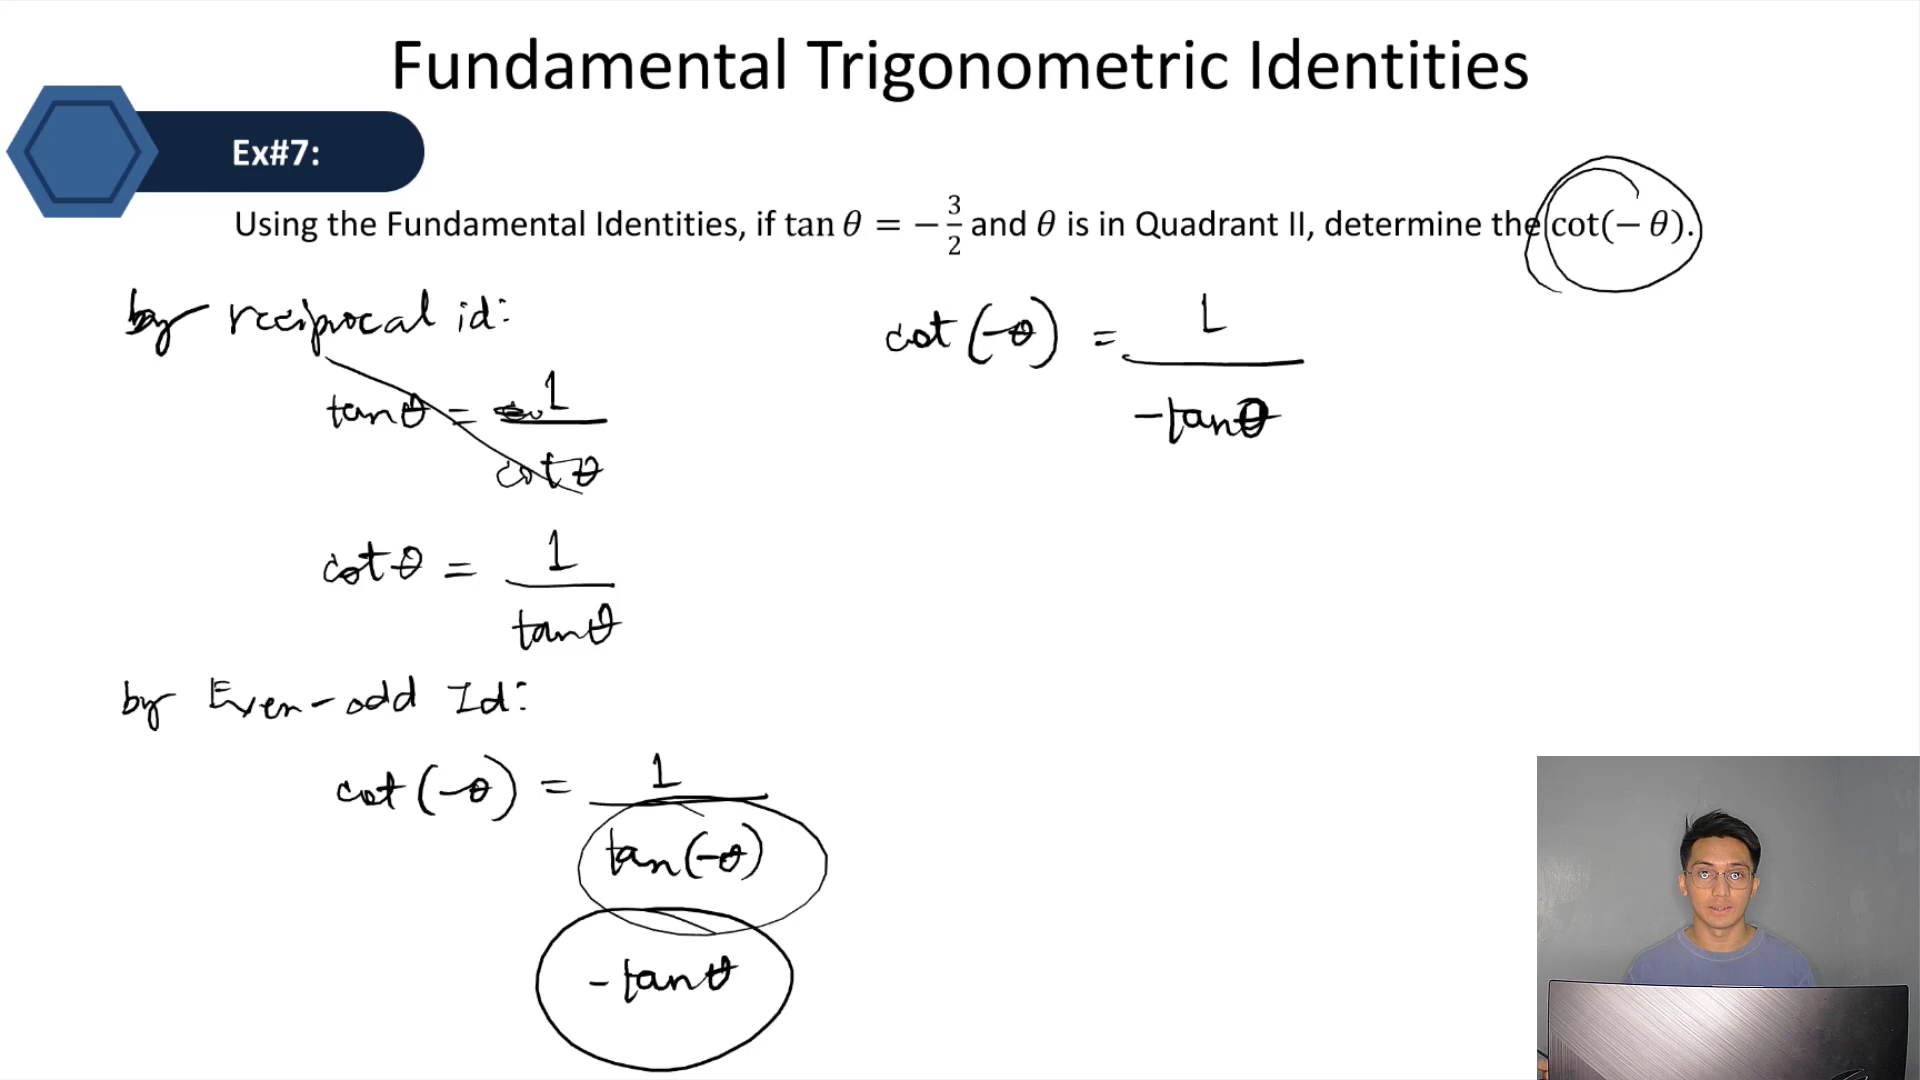 Fundamental Trigonometric Identities
Ex#7:
Using the Fundamental Identities, if tan θ = −3/2 and θ is in Quadrant II, determine the cot(− θ).
by reciprocal id:
tanθ = 1/cotθ
cotθ = 1/tanθ
by Even-odd Id:
cot(-θ) = 1/tan(-θ)
-tanθ
cot(-θ) = 1/-tanθ